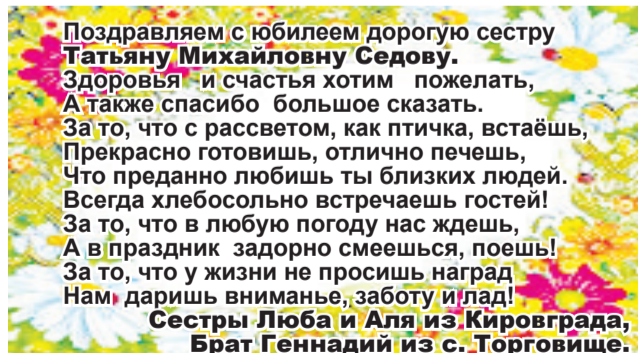 Поздравляем с юбилеем дорогую сестру
Татьяну Михайловну Седову.
Здоровья и счастья хотим пожелать,
А также спасибо большое сказать.
За то, что с рассветом, как птичка, встаёшь,
Прекрасно готовишь, отлично печешь,
Что преданно любишь ты близких людей.
Всегда хлебосольно встречаешь гостей!
За то, что в любую погоду нас ждешь,
А в праздник задорно смеешься, поешь!
За то, что у жизни не просишь наград
Нам даришь вниманье, заботу и лад!
Сестры Люба и Аля из Кировграда,
Брат Геннадий из с. Торговище.